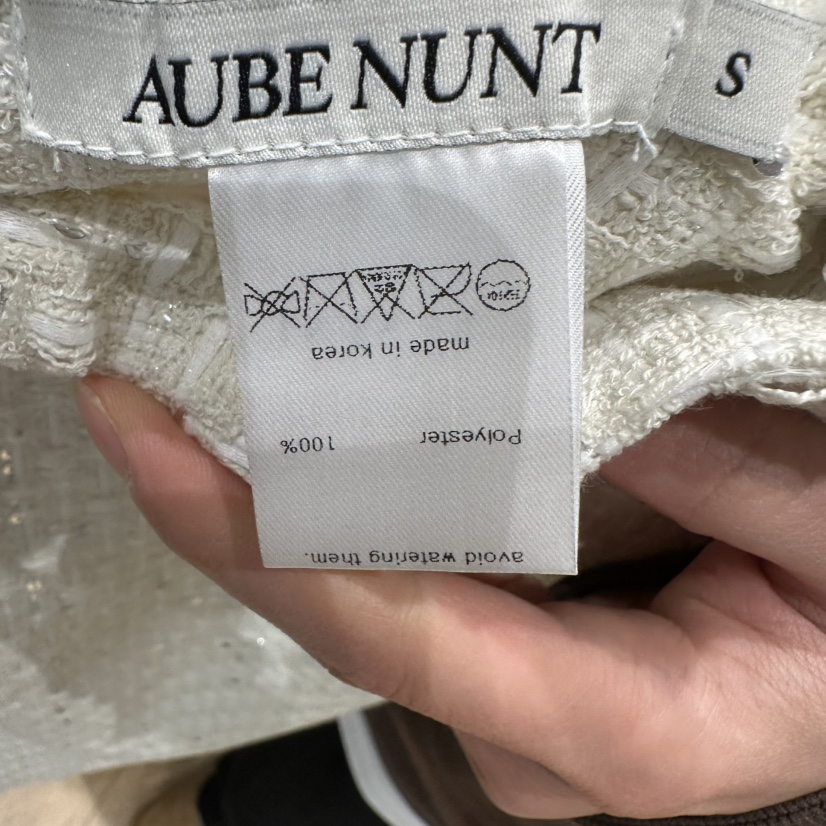 AUBE NUNT
S
avoid watering them.
Polyester 100%
made in korea